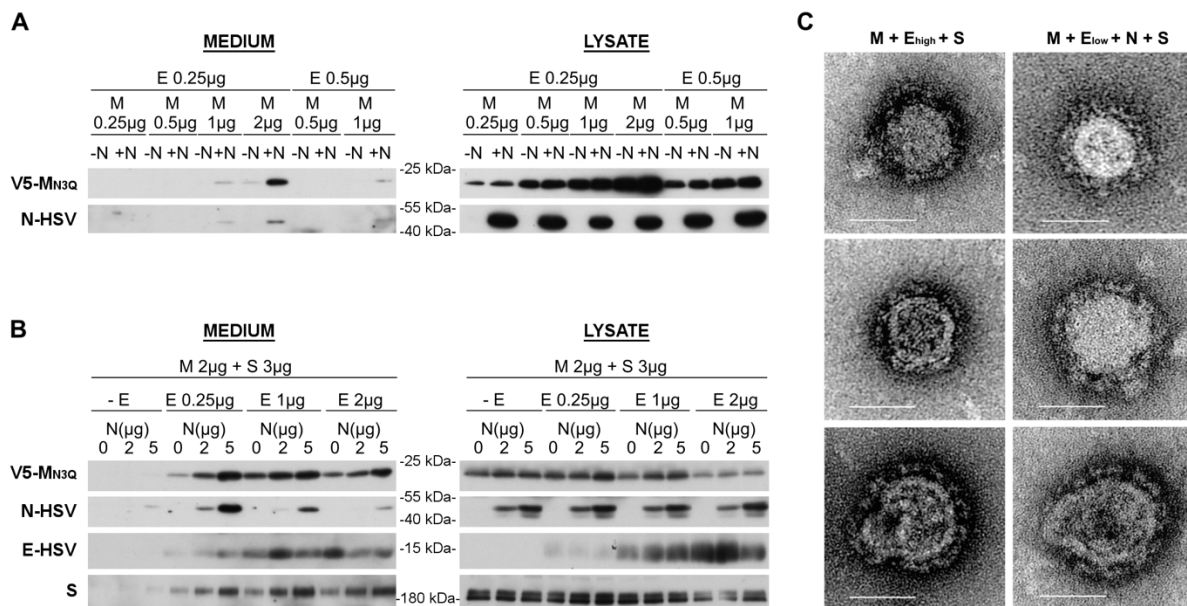 A
MEDIUM
LYSATE
E 0.25µg E 0.5µg
E 0.25µg E 0.5µg
M M M M M M
M M M M M M
0.25µg 0.5µg 1µg 2µg 0.5µg 1µg
0.25µg 0.5µg 1µg 2µg 0.5µg 1µg
-N +N -N +N -N +N -N +N -N +N -N +N
-N +N -N +N -N +N -N +N -N +N -N +N
V5-MN3Q
-25 kDa-
N-HSV
-55 kDa-
-40 kDa-
B
MEDIUM
LYSATE
M 2µg + S 3µg
M 2µg + S 3µg
- E E 0.25µg E 1µg E 2µg
- E E 0.25µg E 1µg E 2µg
N(µg) N(µg) N(µg) N(µg)
N(µg) N(µg) N(µg) N(µg)
0 2 5 0 2 5 0 2 5 0 2 5
0 2 5 0 2 5 0 2 5 0 2 5
V5-MN3Q
-25 kDa-
N-HSV
-55 kDa-
-40 kDa-
E-HSV
-15 kDa-
S
-180 kDa-
C
M + Ehigh + S
M + Elow + N + S